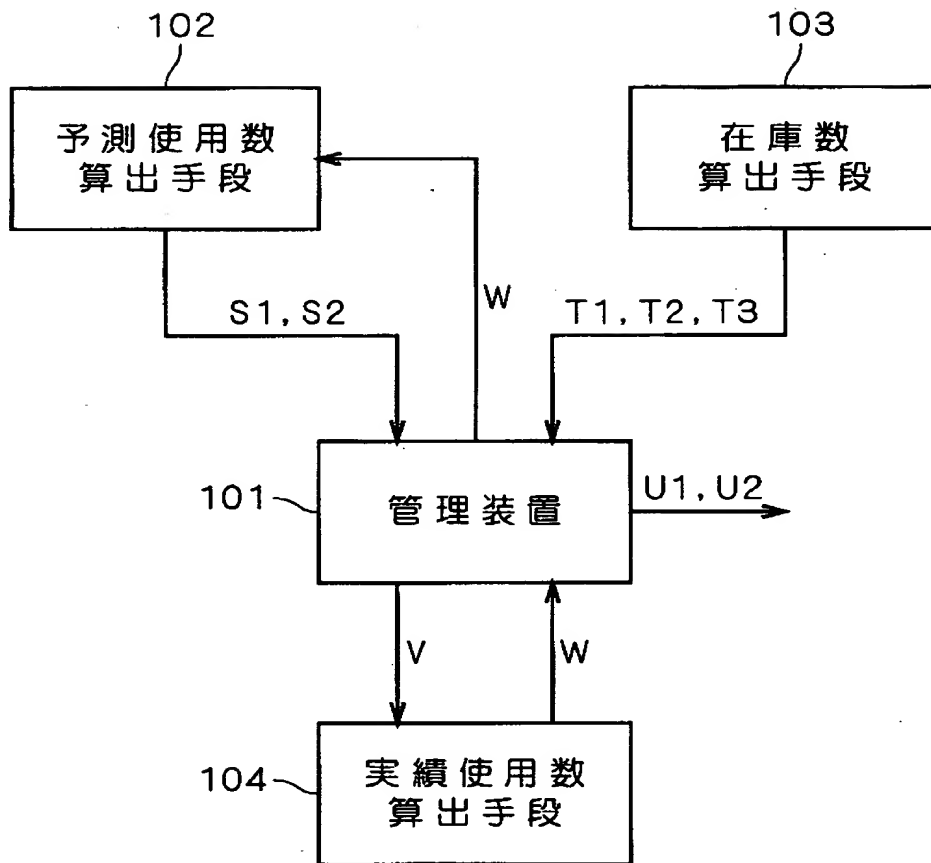 102
103
予測使用数
算出手段
在庫数
算出手段
W
S1, S2
T1, T2, T3
101
管理装置
U1, U2
V
W
104
実績使用数
算出手段